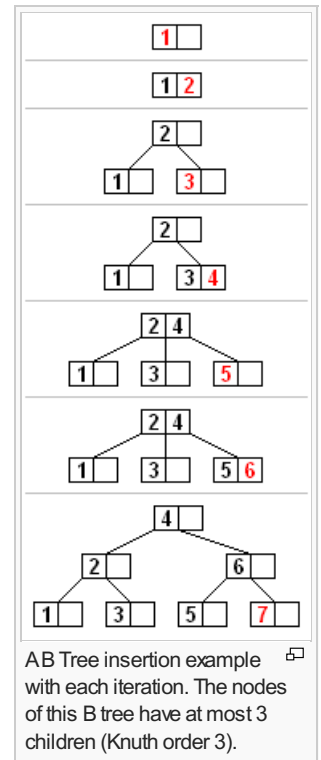 1
1 2
2
1 3
2
1 3 4
2 4
1 3 5
2 4
1 3 5 6
4
2 6
1 3 5 7
A B Tree insertion example
with each iteration. The nodes
of this B tree have at most 3
children (Knuth order 3).